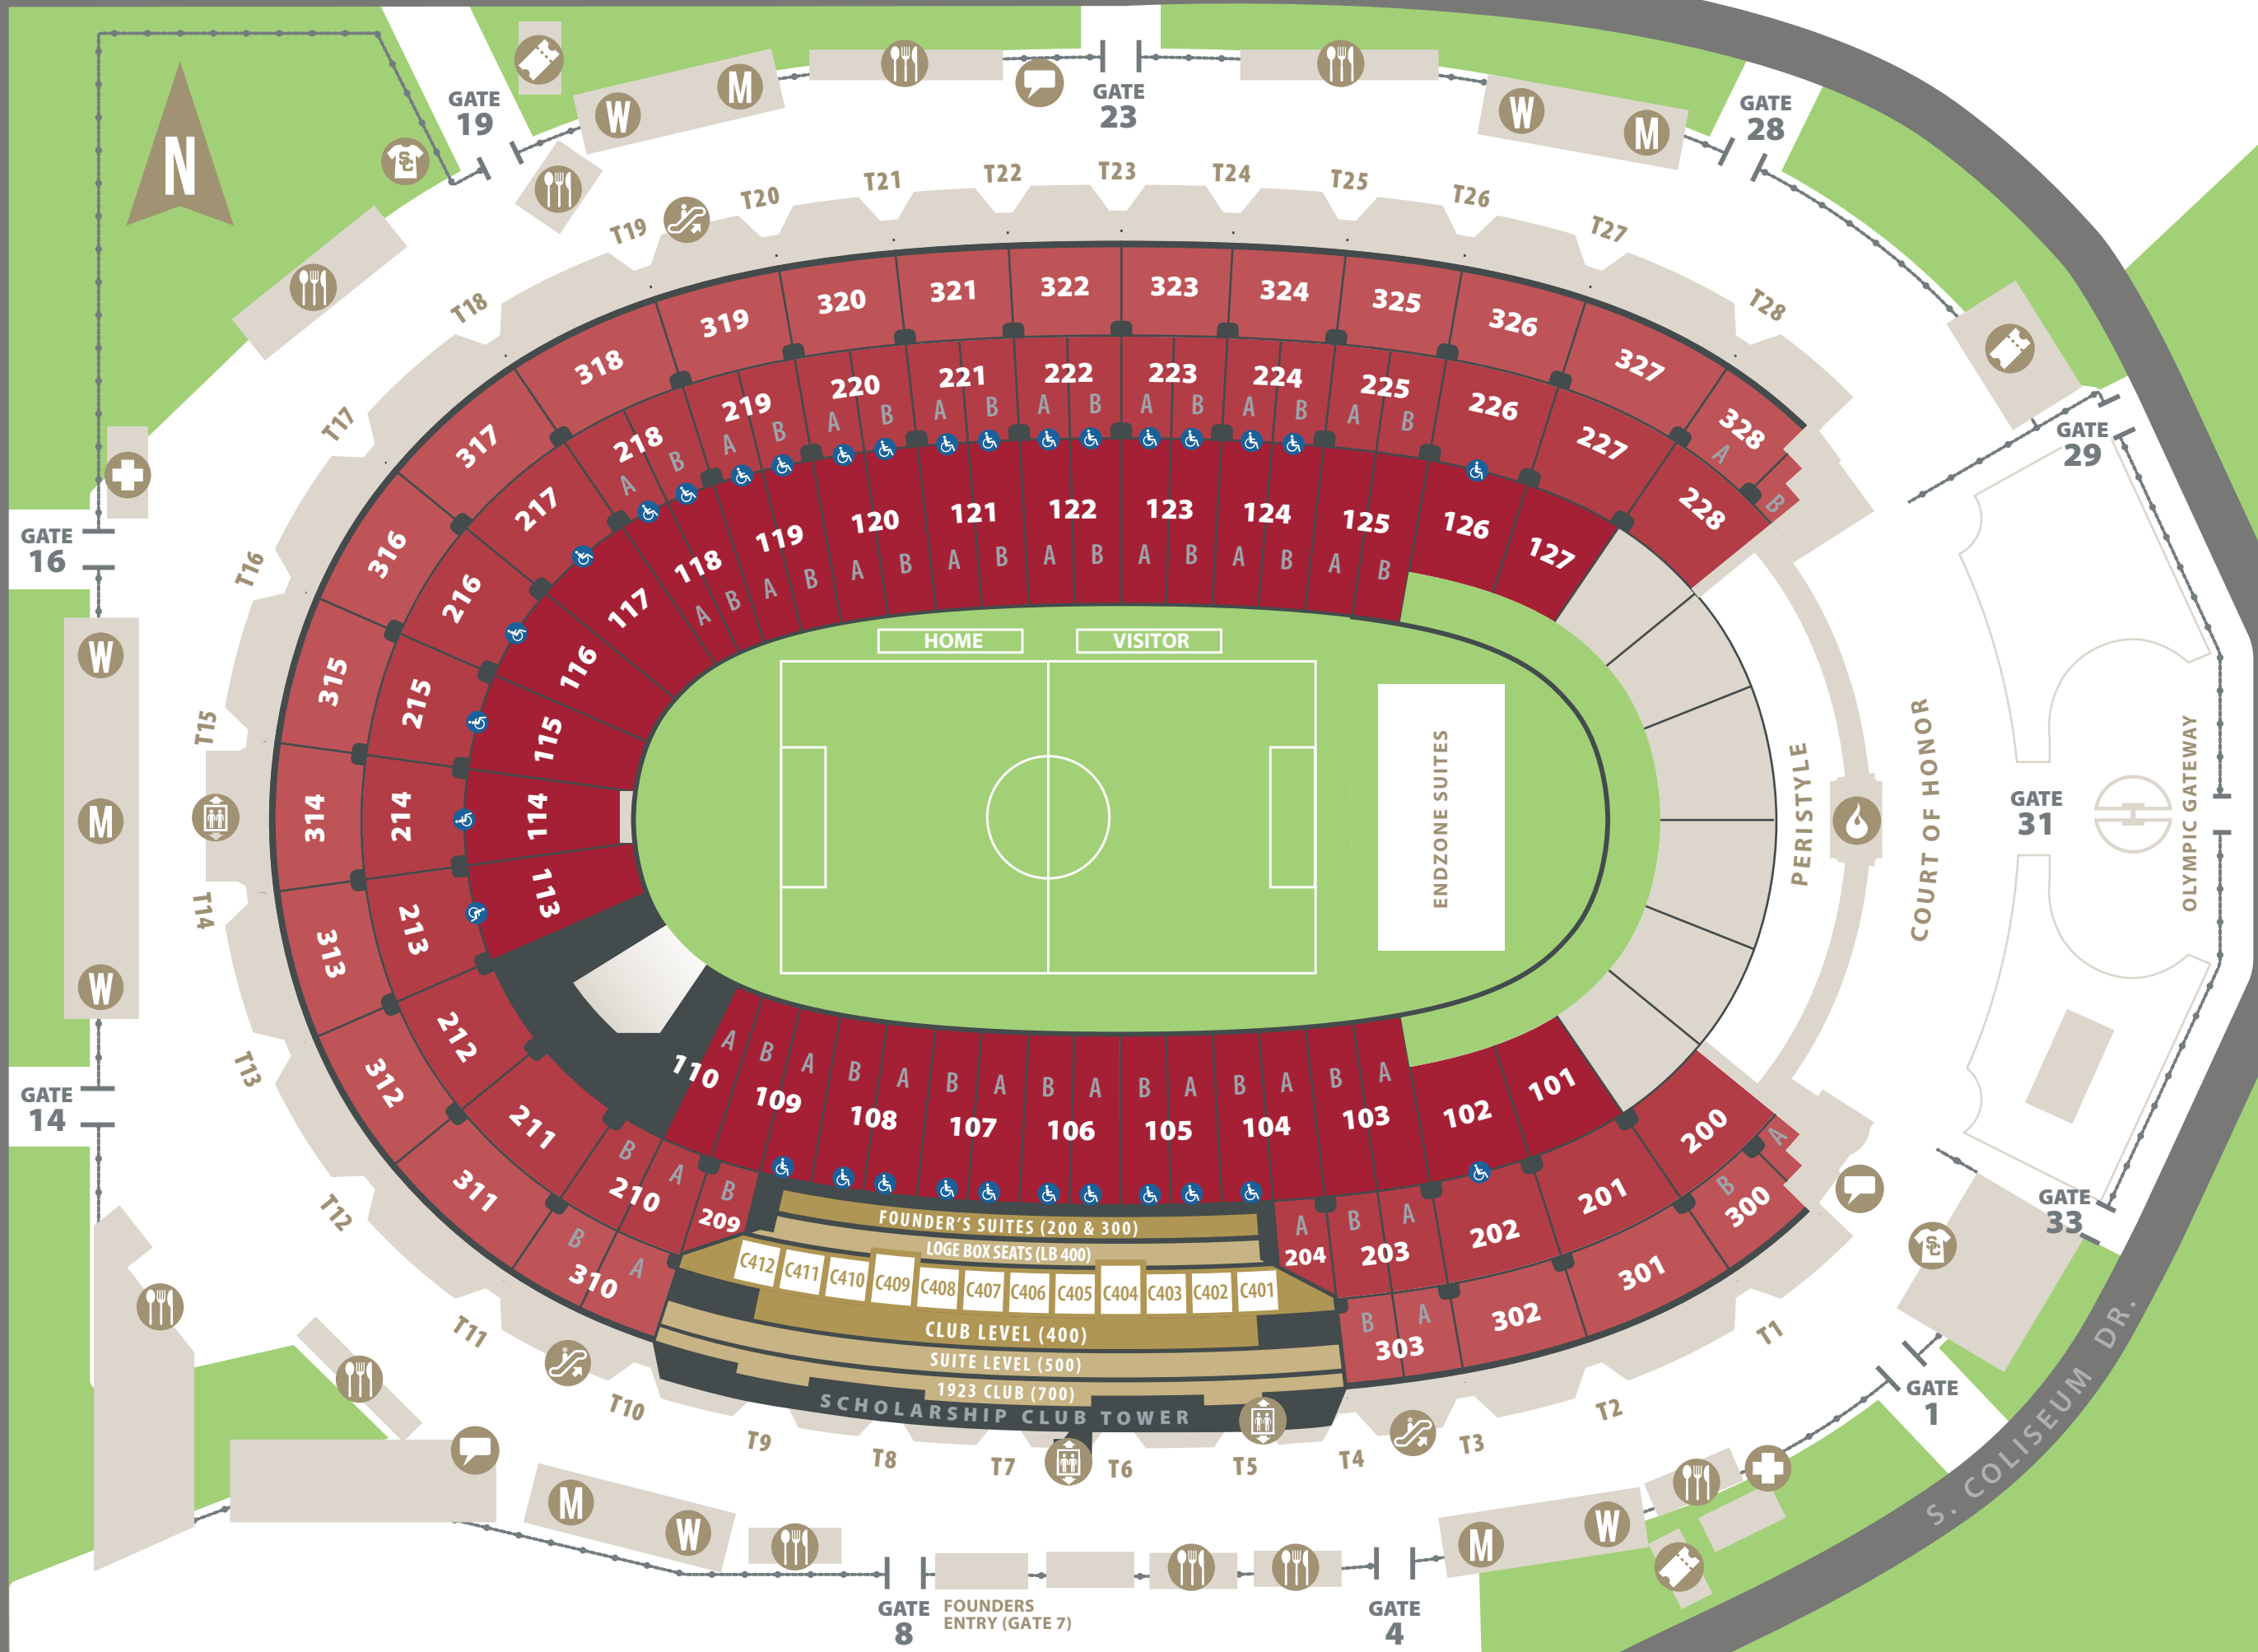 GATE
19
M
W
GATE
23
W
M
GATE
28
N
SC
T18
T19
T20
T21
T22
T23
T24
T25
T26
T27
T28
T17
T16
T15
T14
T13
T12
T11
T10
T9
T8
T7
T6
T5
T4
T3
T2
T1
GATE
29
GATE
16
W
M
W
GATE
14
318
319
320
321
322
323
324
325
326
327
328
A
B
317
316
315
314
313
312
311
B
310
A
217
218
A
B
219
A
B
220
A
B
221
A
B
222
A
B
223
A
B
224
A
B
225
A
B
226
227
228
216
215
214
213
212
211
B
210
A
B
209
117
118
A
B
119
A
B
120
A
B
121
A
B
122
A
B
123
A
B
124
A
B
125
A
B
126
127
116
115
114
113
HOME
VISITOR
ENDZONE SUITES
PERISTYLE
COURT OF HONOR
GATE
31
OLYMPIC GATEWAY
110
A
B
109
A
B
108
A
B
107
A
B
106
A
B
105
A
B
104
A
B
103
A
102
101
A
204
B
203
A
202
201
200
A
B
300
301
302
B
A
303
FOUNDER'S SUITES (200 & 300)
LOGE BOX SEATS (LB 400)
C412
C411
C410
C409
C408
C407
C406
C405
C404
C403
C402
C401
CLUB LEVEL (400)
SUITE LEVEL (500)
1923 CLUB (700)
SCHOLARSHIP CLUB TOWER
GATE
33
SC
GATE
1
S. COLISEUM DR.
M
W
M
W
GATE
8
FOUNDERS
ENTRY (GATE 7)
GATE
4